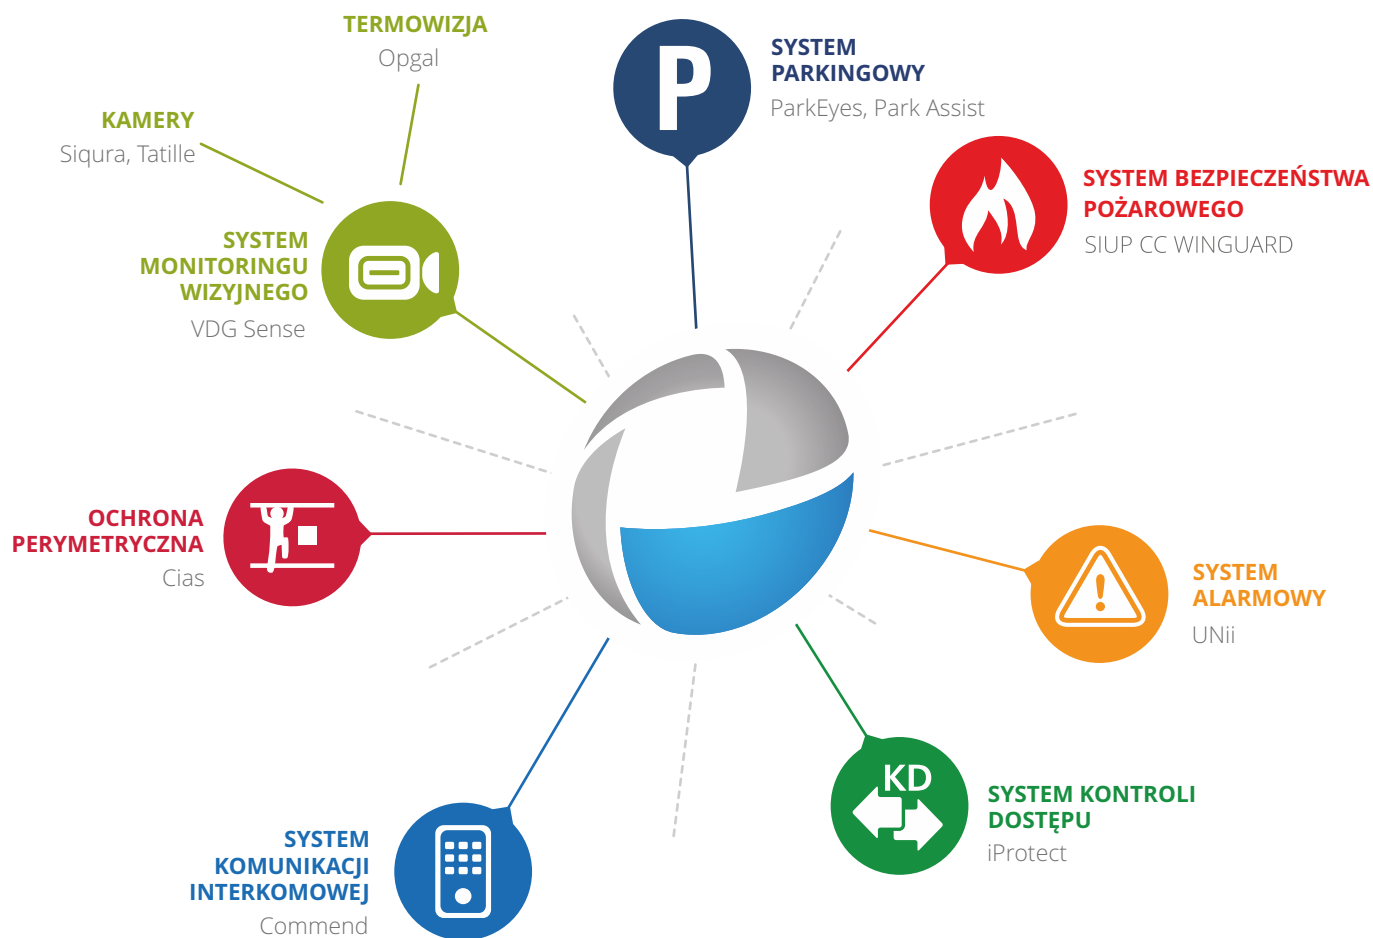 TERMOWIZJA
Opgal
KAMERY
Siqura, Tatille
SYSTEM
MONITORINGU
WIZYJNEGO
VDG Sense
P
SYSTEM
PARKINGOWY
ParkEyes, Park Assist
SYSTEM BEZPIECZEŃSTWA
POŻAROWEGO
SIUP CC WINGUARD
OCHRONA
PERYMETRYCZNA
Cias
SYSTEM
ALARMOWY
UNii
KD
SYSTEM KONTROLI
DOSTĘPU
iProtect
SYSTEM
KOMUNIKACJI
INTERKOMOWEJ
Commend